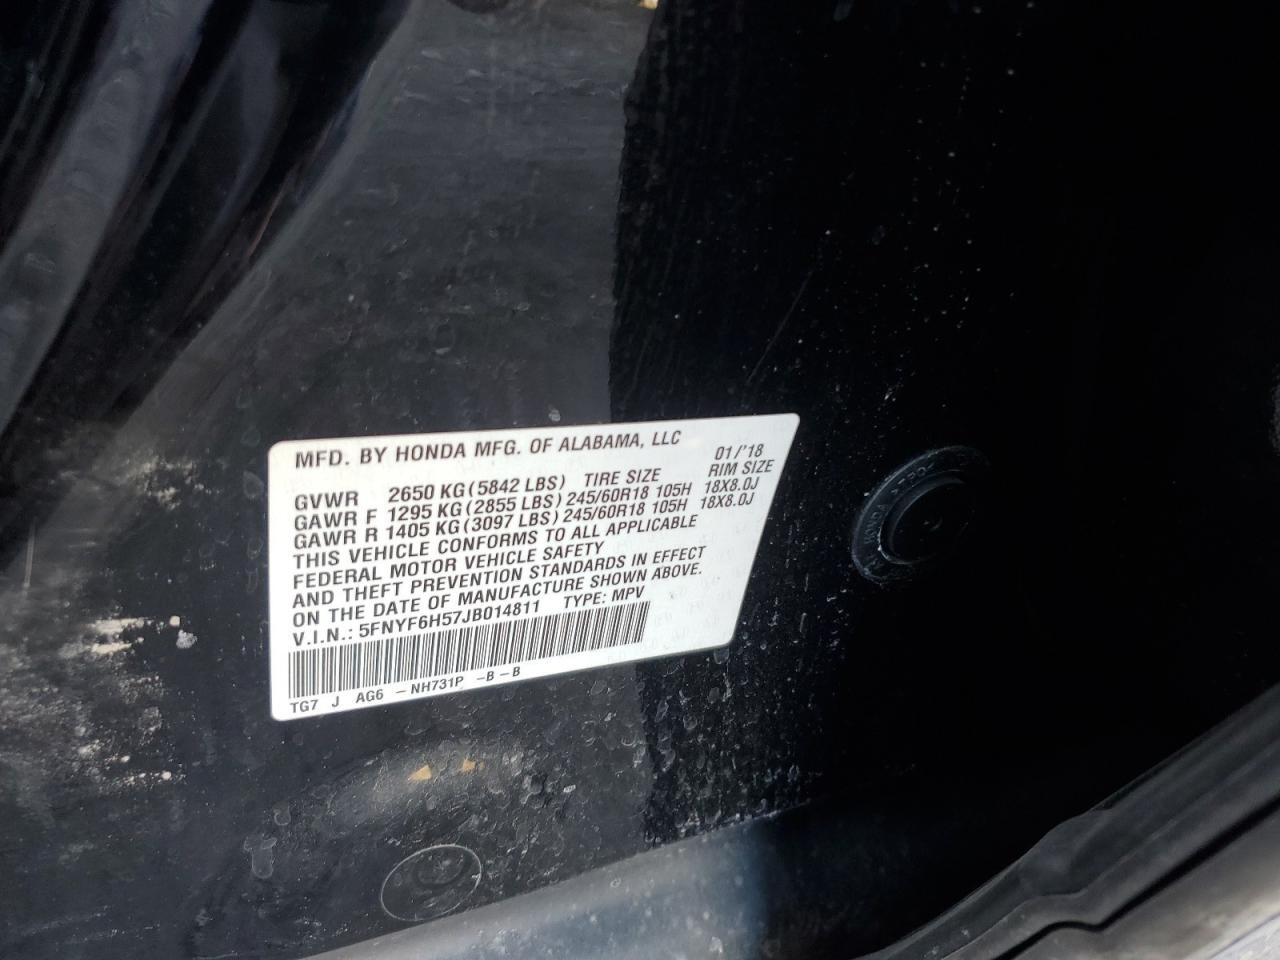 MFD. BY HONDA MFG. OF ALABAMA, LLC 01/'18
GVWR 2650 KG (5842 LBS) TIRE SIZE RIM SIZE
GAWR F 1295 KG (2855 LBS) 245/60R18 105H 18X8.0J
GAWR R 1405 KG (3097 LBS) 245/60R18 105H 18X8.0J
THIS VEHICLE CONFORMS TO ALL APPLICABLE
FEDERAL MOTOR VEHICLE SAFETY
AND THEFT PREVENTION STANDARDS IN EFFECT
ON THE DATE OF MANUFACTURE SHOWN ABOVE.
V.I.N.: 5FNYF6H57JB014811 TYPE: MPV
TG7 J AG6 -NH731P -B-B